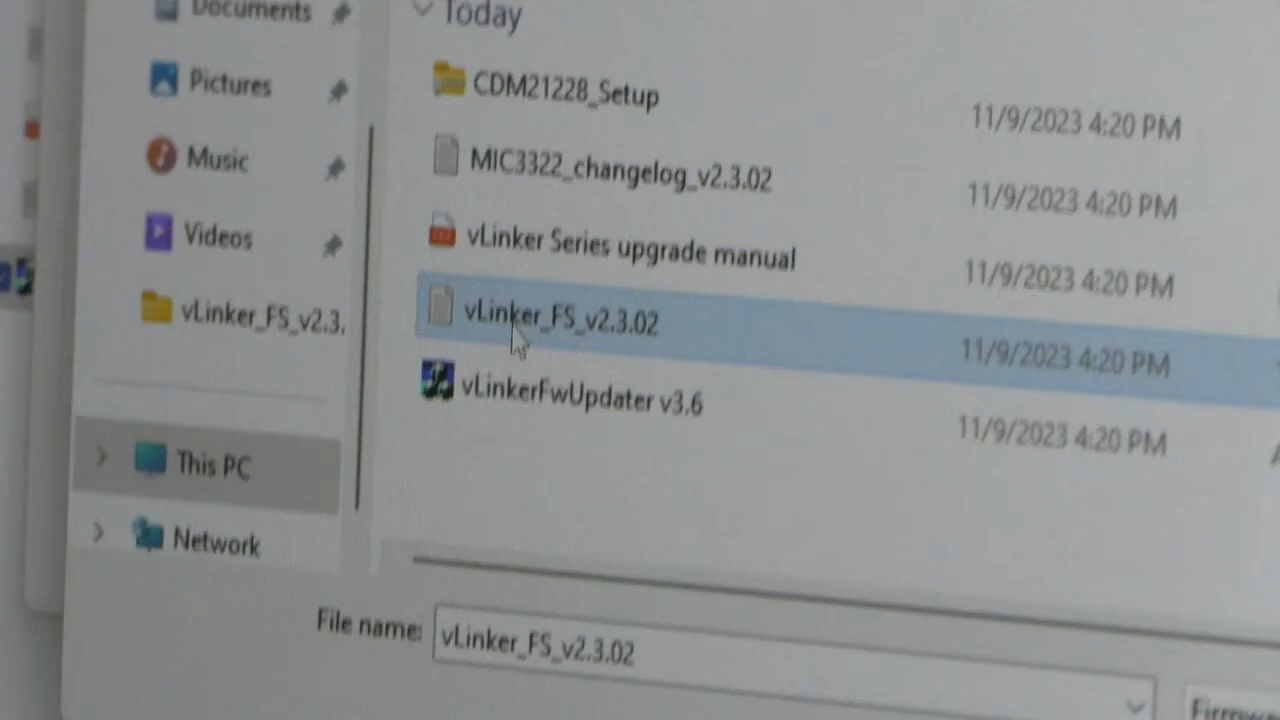 Documents
Today
Pictures
CDM21228_Setup
11/9/2023 4:20 PM
Music
MIC3322_changelog_v2.3.02
11/9/2023 4:20 PM
Videos
vLinker Series upgrade manual
11/9/2023 4:20 PM
vLinker_FS_v2.3.
vLinker_FS_v2.3.02
11/9/2023 4:20 PM
vLinkerFwUpdater v3.6
11/9/2023 4:20 PM
This PC
Network
File name:
vLinker_FS_v2.3.02